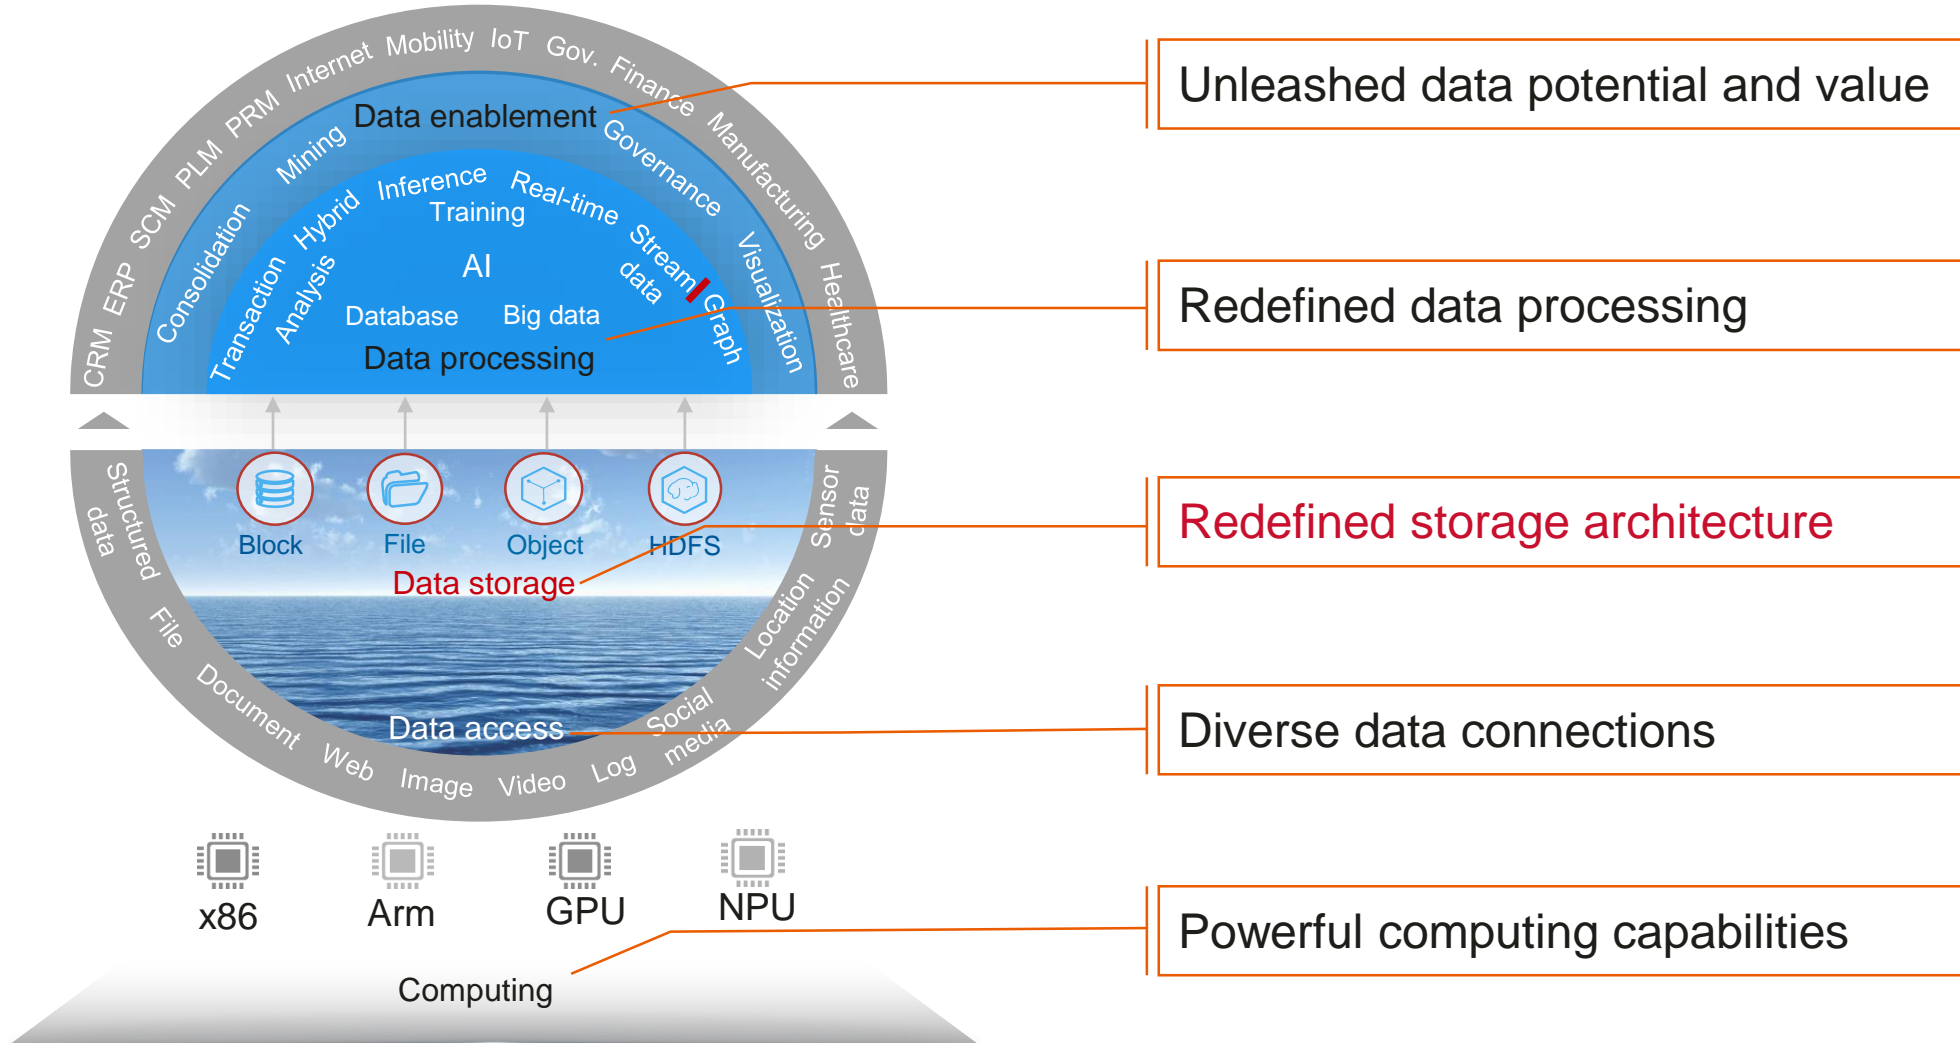 CRM ERP SCM PLM PRM Internet Mobility IoT Gov. Finance Manufacturing Healthcare
Data enablement
Consolidation
Mining
Governance
Visualization
Transaction
Analysis
Hybrid
Inference
Training
Real-time
Stream
data
Graph
AI
Database
Big data
Data processing
Block
File
Object
HDFS
Data storage
Structured
data
File
Document
Web
Image
Video
Log
Social
media
Location
information
Sensor
data
Data access
x86
Arm
GPU
NPU
Computing
Unleashed data potential and value
Redefined data processing
Redefined storage architecture
Diverse data connections
Powerful computing capabilities